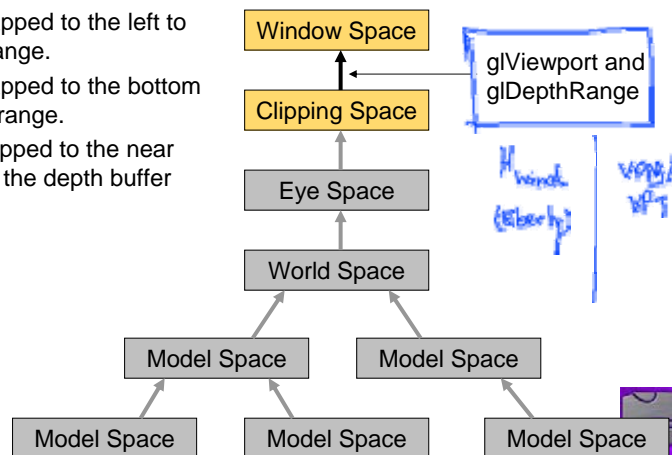 pped to the left to
ange.
pped to the bottom
range.
pped to the near
the depth buffer
Window Space
glViewport and
glDepthRange
Clipping Space
Eye Space
(Eberly)
World Space
Model Space
Model Space
Model Space
Model Space
Model Space